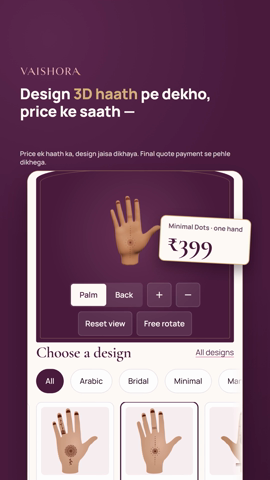 VAISHORA
Design 3D haath pe dekho,
price ke saath —
Price ek haath ka, design jaisa dikhaya. Final quote payment se pehle
dikhega.
Minimal Dots · one hand
₹399
Palm
Back
+
−
Reset view
Free rotate
Choose a design
All designs
All
Arabic
Bridal
Minimal